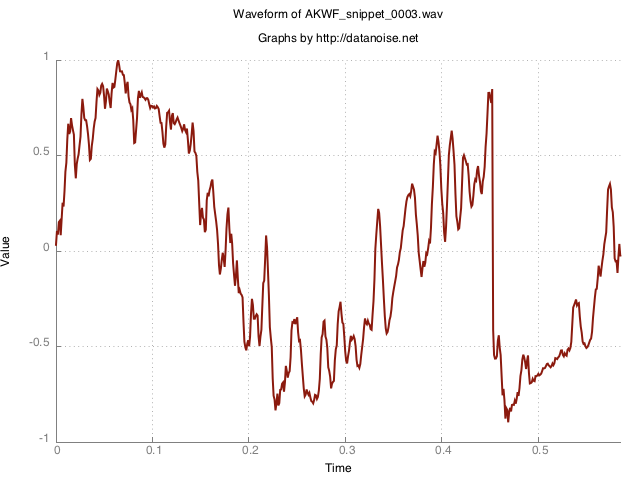 Waveform of AKWF_snippet_0003.wav
Graphs by http://datanoise.net
1
0.5
0
-0.5
-1
Value
0
0.1
0.2
0.3
0.4
0.5
Time